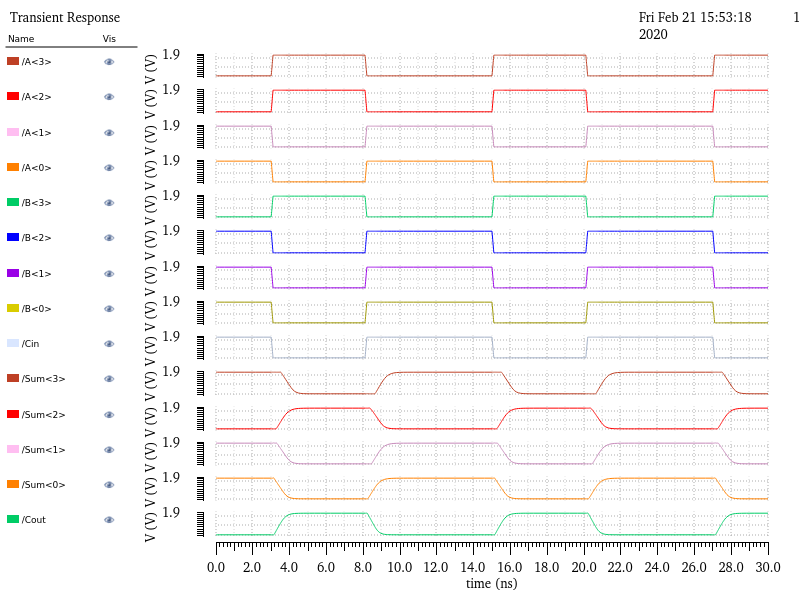 Transient Response
Fri Feb 21 15:53:18 2020
1
Name Vis
/A<3> V (V) 1.9
/A<2> V (V) 1.9
/A<1> V (V) 1.9
/A<0> V (V) 1.9
/B<3> V (V) 1.9
/B<2> V (V) 1.9
/B<1> V (V) 1.9
/B<0> V (V) 1.9
/Cin V (V) 1.9
/Sum<3> V (V) 1.9
/Sum<2> V (V) 1.9
/Sum<1> V (V) 1.9
/Sum<0> V (V) 1.9
/Cout V (V) 1.9
0.0 2.0 4.0 6.0 8.0 10.0 12.0 14.0 16.0 18.0 20.0 22.0 24.0 26.0 28.0 30.0
time (ns)